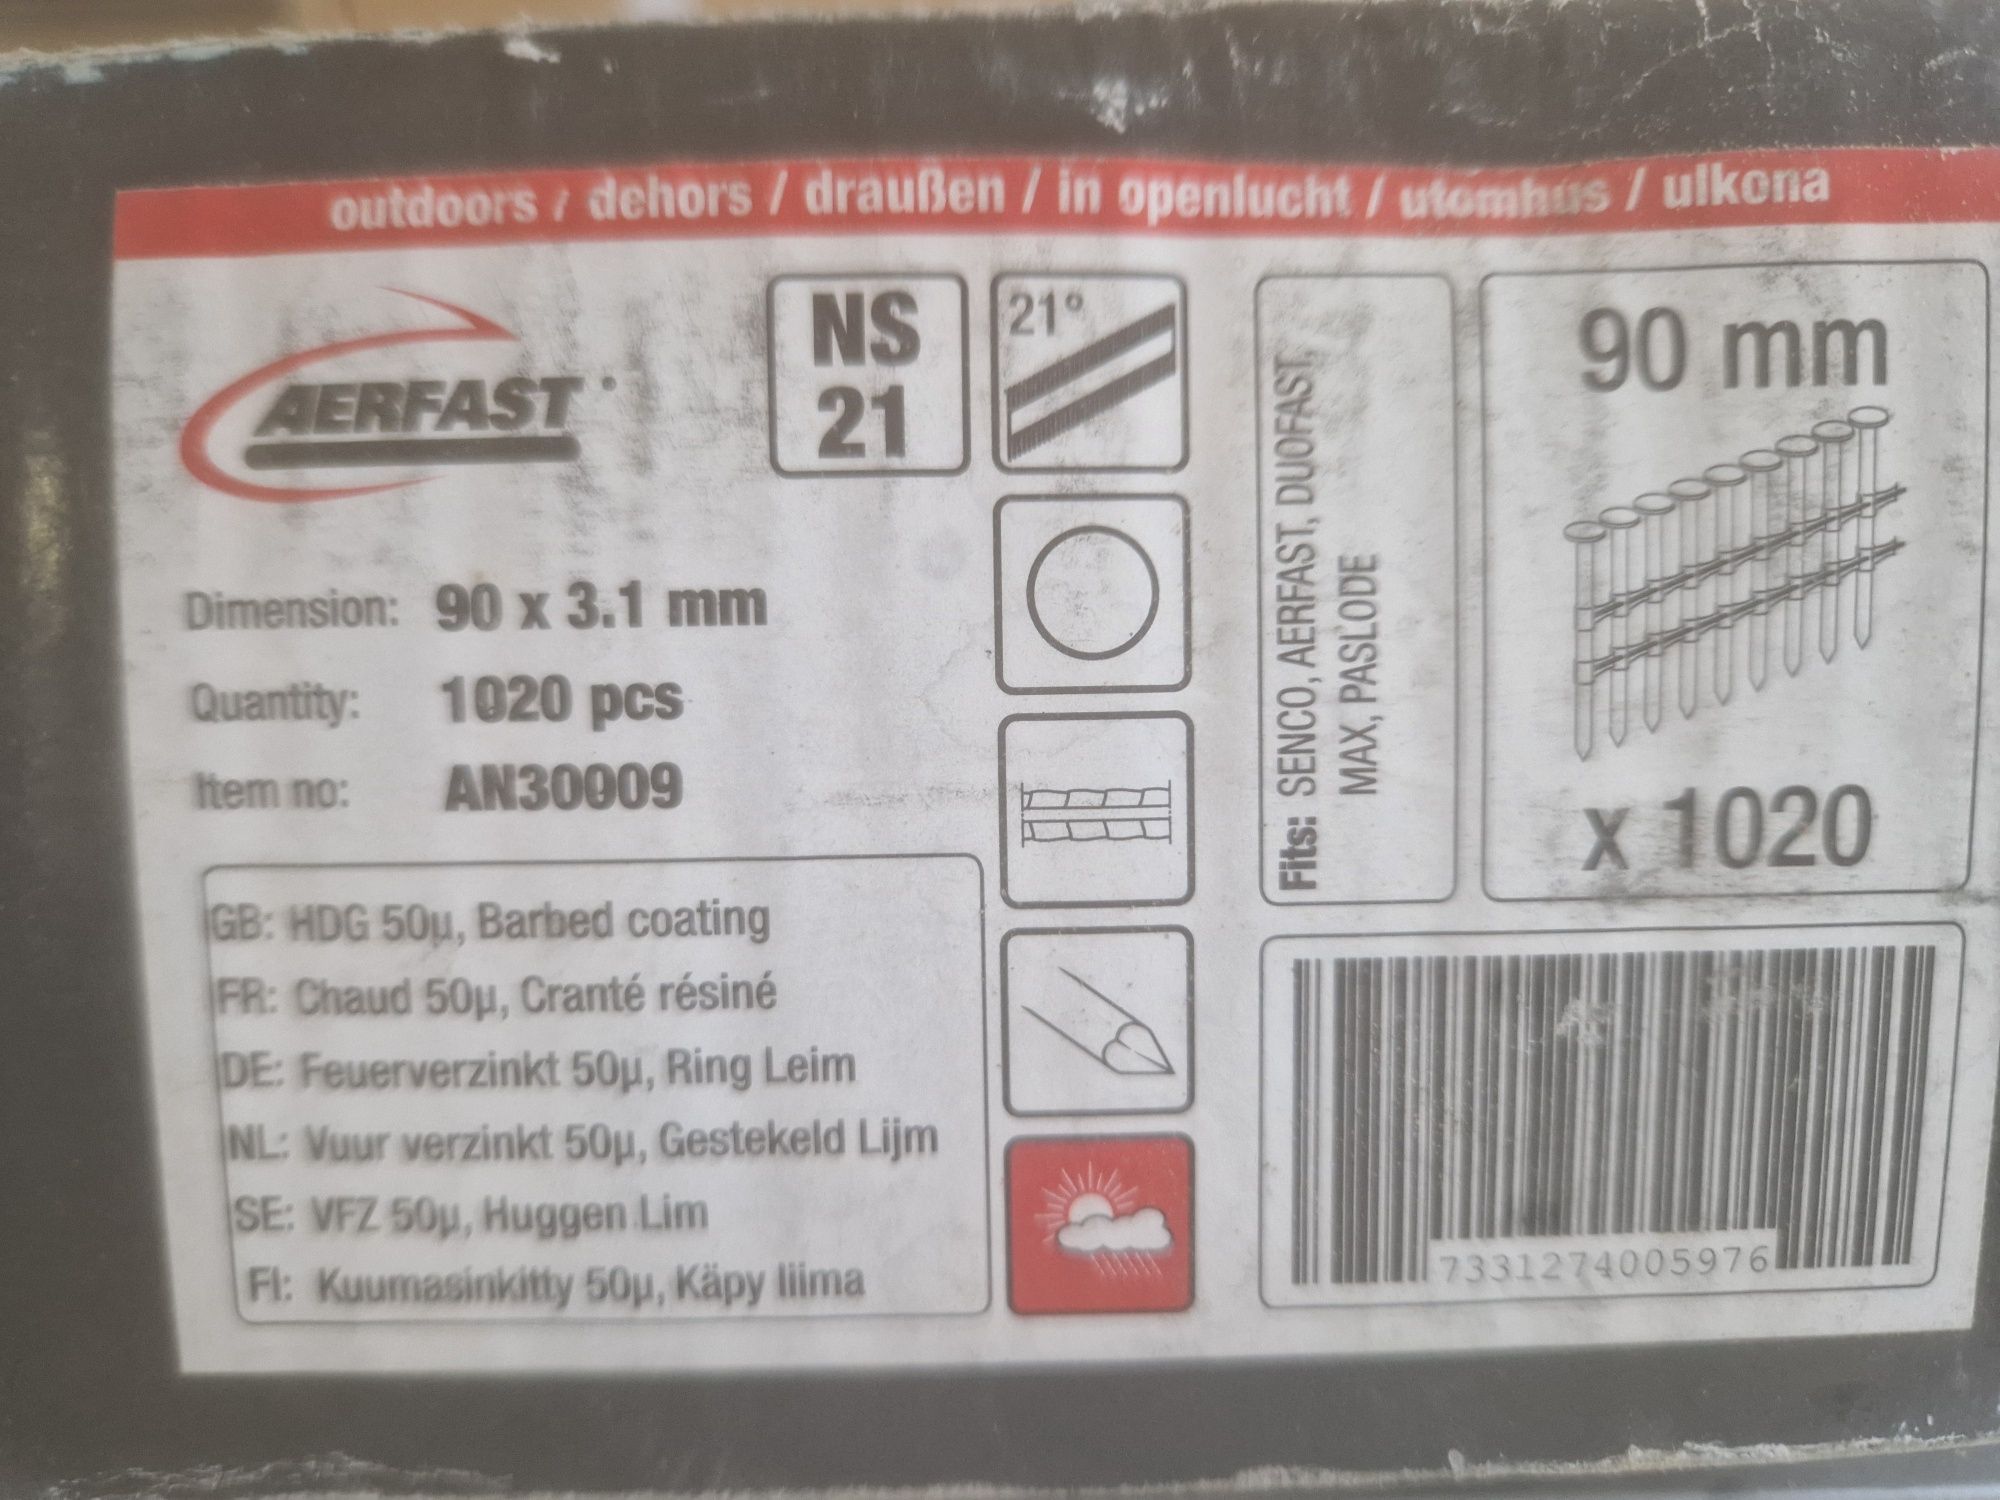 outdoors / dehors / draußen / in openlucht / utomhus / ulkona
AERFAST
NS
21
21°
90 mm
Dimension: 90 x 3.1 mm
Quantity: 1020 pcs
Item no: AN30009
Fits: SENCO, AERFAST, DUOFAST,
MAX, PASLODE
x 1020
GB: HDG 50µ, Barbed coating
FR: Chaud 50µ, Cranté résiné
DE: Feuerverzinkt 50µ, Ring Leim
NL: Vuur verzinkt 50µ, Gestekeld Lijm
SE: VFZ 50µ, Huggen Lim
FI: Kuumasinkitty 50µ, Käpy liima
7331274005976